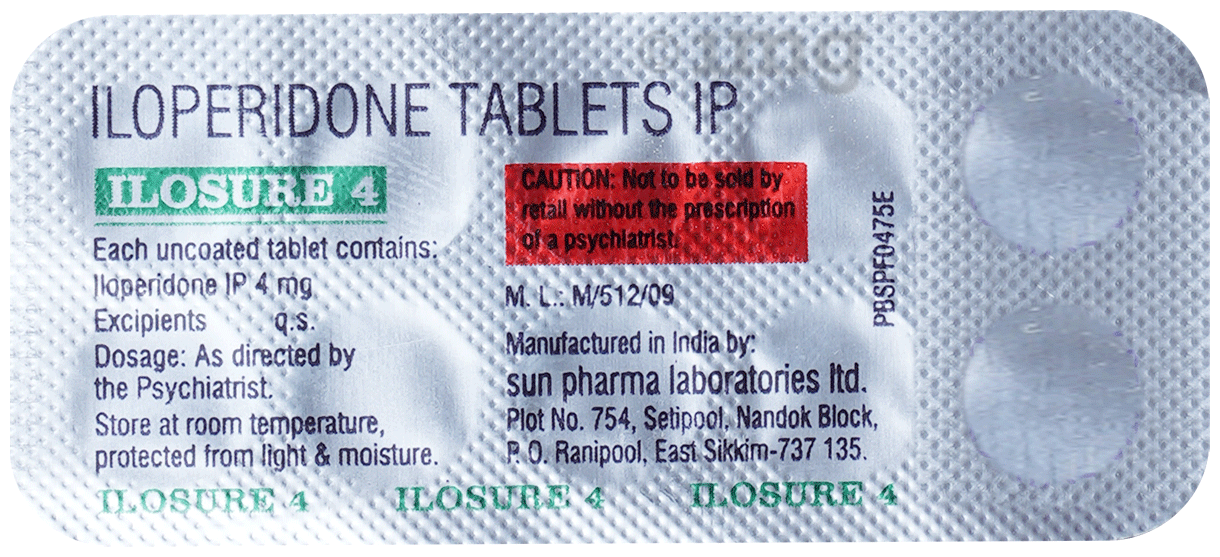 ILOPERIDONE TABLETS IP
ILOSURE 4
Each uncoated tablet contains:
Iloperidone IP 4 mg
Excipients q.s.
Dosage: As directed by
the Psychiatrist.
Store at room temperature,
protected from light & moisture.
CAUTION: Not to be sold by
retail without the prescription
of a psychiatrist.
M. L.: M/512/09
Manufactured in India by:
sun pharma laboratories ltd.
Plot No. 754, Setipool, Nandok Block,
P. O. Ranipool, East Sikkim-737 135.
PBSPF0475E
ILOSURE 4 ILOSURE 4 ILOSURE 4